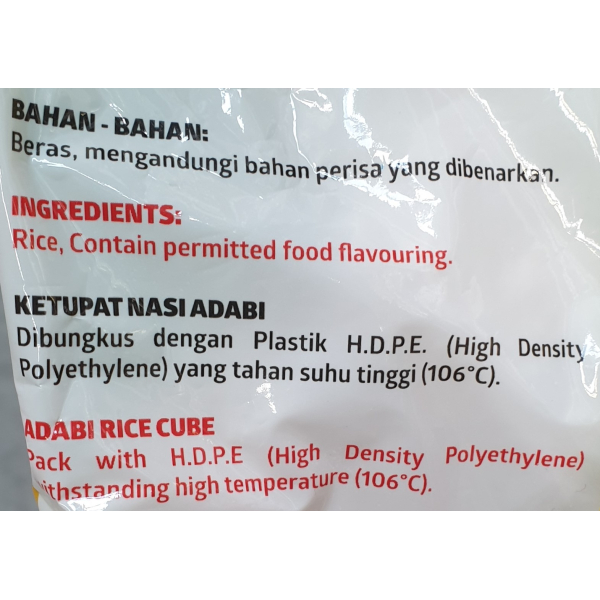 BAHAN - BAHAN:
Beras, mengandungi bahan perisa yang dibenarkan.
INGREDIENTS:
Rice, Contain permitted food flavouring.
KETUPAT NASI ADABI
Dibungkus dengan Plastik H.D.P.E. (High Density
Polyethylene) yang tahan suhu tinggi (106°C).
ADABI RICE CUBE
Pack with H.D.P.E (High Density Polyethylene)
withstanding high temperature (106°C).